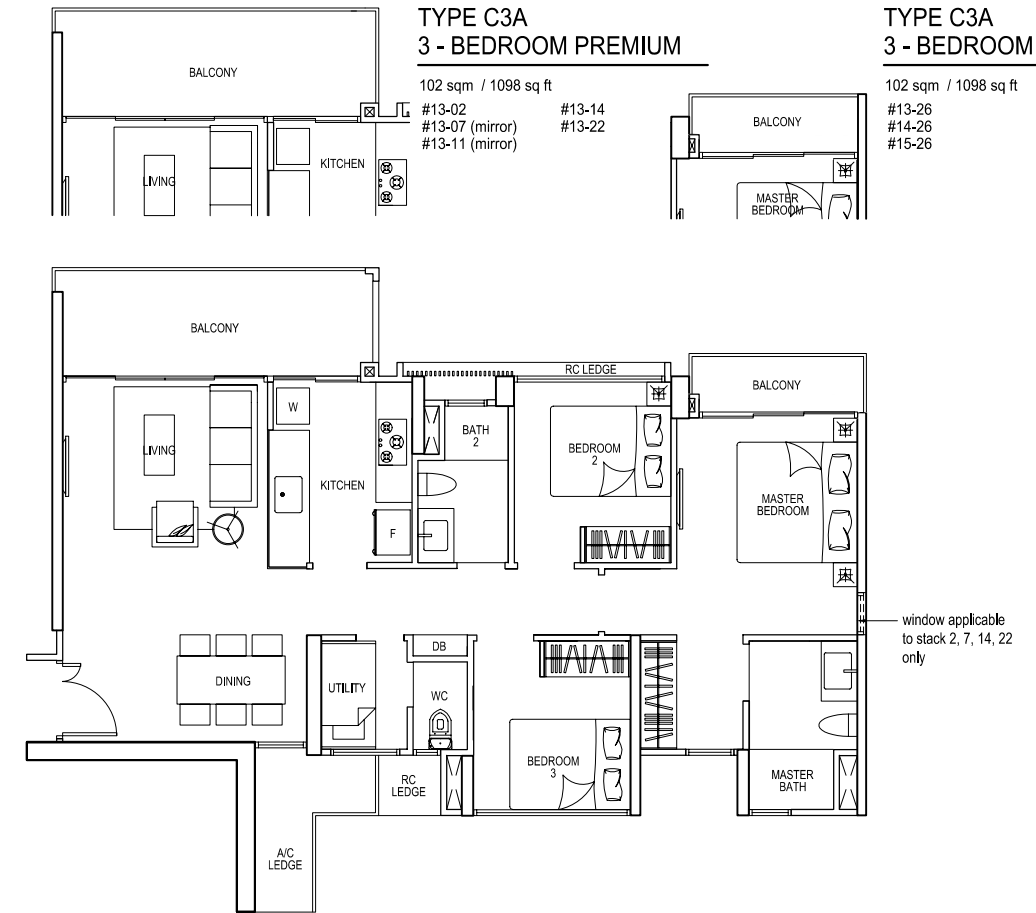 TYPE C3A
3 - BEDROOM PREMIUM
102 sqm / 1098 sq ft
#13-02
#13-07 (mirror)
#13-11 (mirror)
#13-14
#13-22
TYPE C3A
3 - BEDROOM
102 sqm / 1098 sq ft
#13-26
#14-26
#15-26
BALCONY
LIVING
KITCHEN
BALCONY
MASTER
BEDROOM
BALCONY
RC LEDGE
BALCONY
W
LIVING
KITCHEN
F
BATH
2
BEDROOM
2
MASTER
BEDROOM
window applicable
to stack 2, 7, 14, 22
only
DINING
UTILITY
DB
WC
RC
LEDGE
BEDROOM
3
MASTER
BATH
A/C
LEDGE